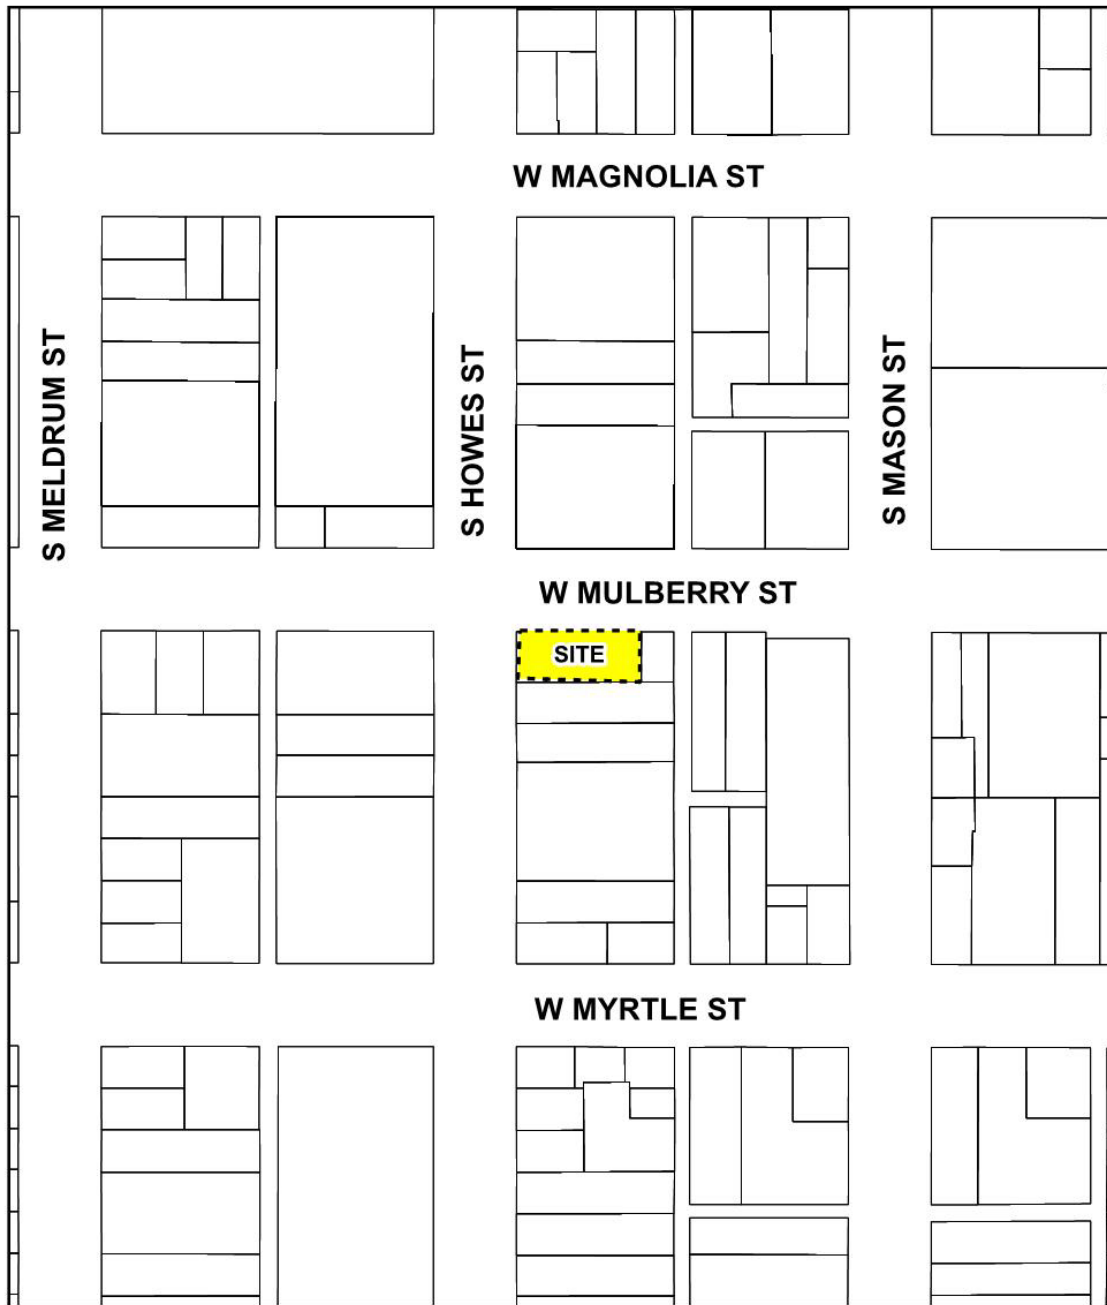 W MAGNOLIA ST
S MELDRUM ST
S HOWES ST
S MASON ST
W MULBERRY ST
SITE
W MYRTLE ST